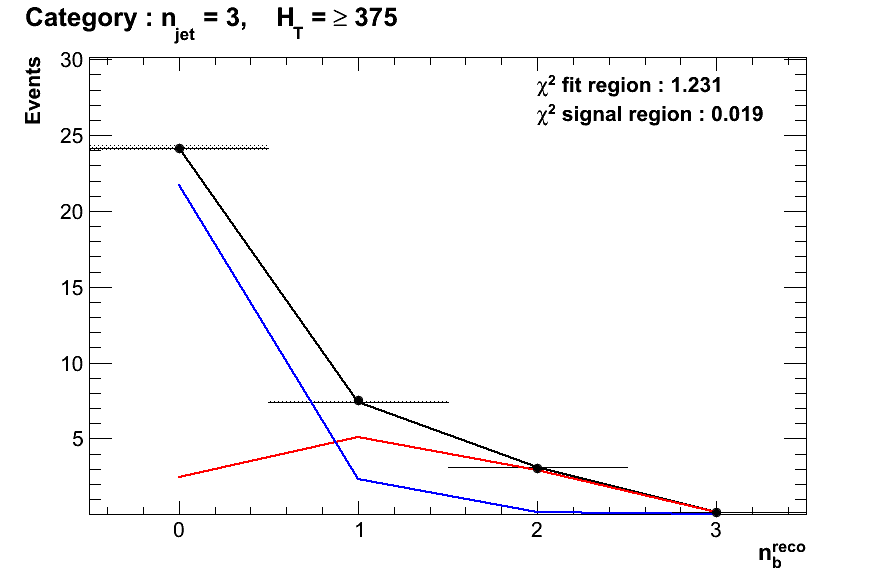 Category : n_jet = 3, H_T = ≥ 375
Events
30
25
20
15
10
5
χ² fit region : 1.231
χ² signal region : 0.019
0 1 2 3
n_b^reco